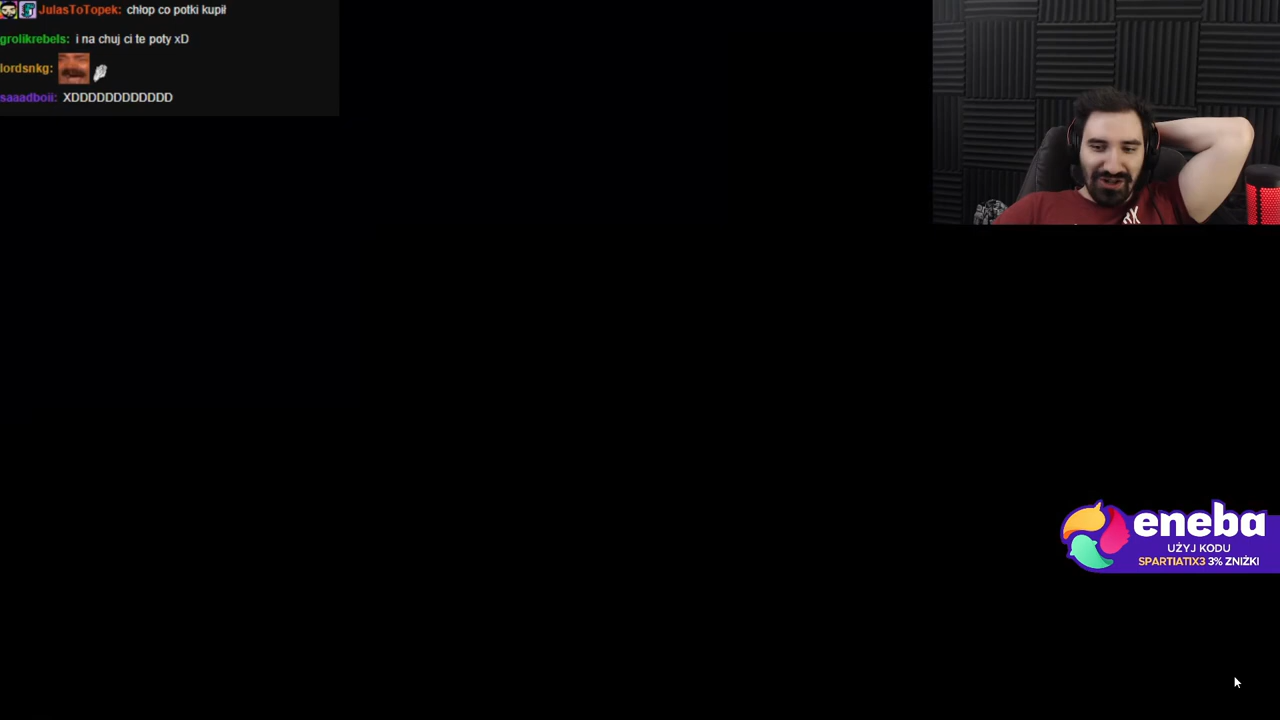 JulasToTopek: chłop co potki kupił
grolikrebels: i na chuj ci te poty xD
lordsnkg:
saaadboii: XDDDDDDDDDDDD
eneba
UŻYJ KODU
SPARTIATIX3 3% ZNIŻKI